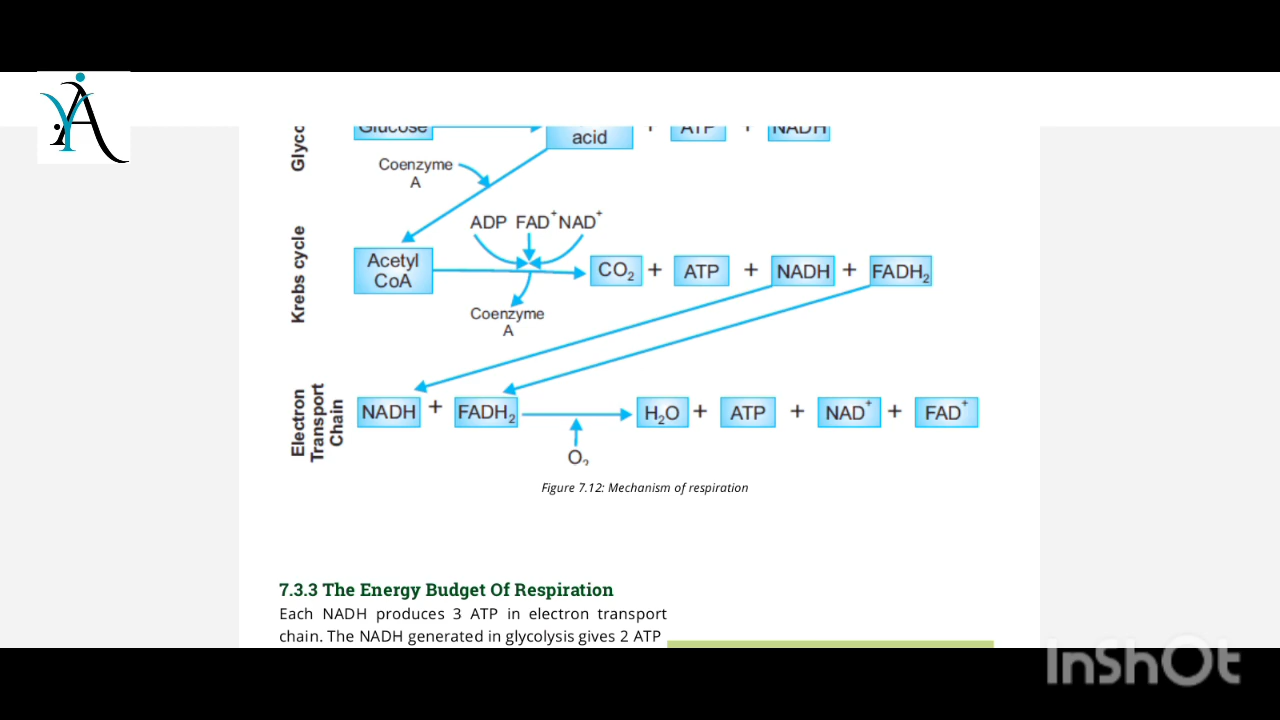 Glucose
acid + ATP + NADH
Coenzyme
A
Krebs cycle
ADP FAD+ NAD+
Acetyl
CoA
CO2 + ATP + NADH + FADH2
Coenzyme
A
Electron
Transport
Chain
NADH + FADH2
H2O + ATP + NAD+ + FAD+
O2
Figure 7.12: Mechanism of respiration
7.3.3 The Energy Budget Of Respiration
Each NADH produces 3 ATP in electron transport
chain. The NADH generated in glycolysis gives 2 ATP
InShOt